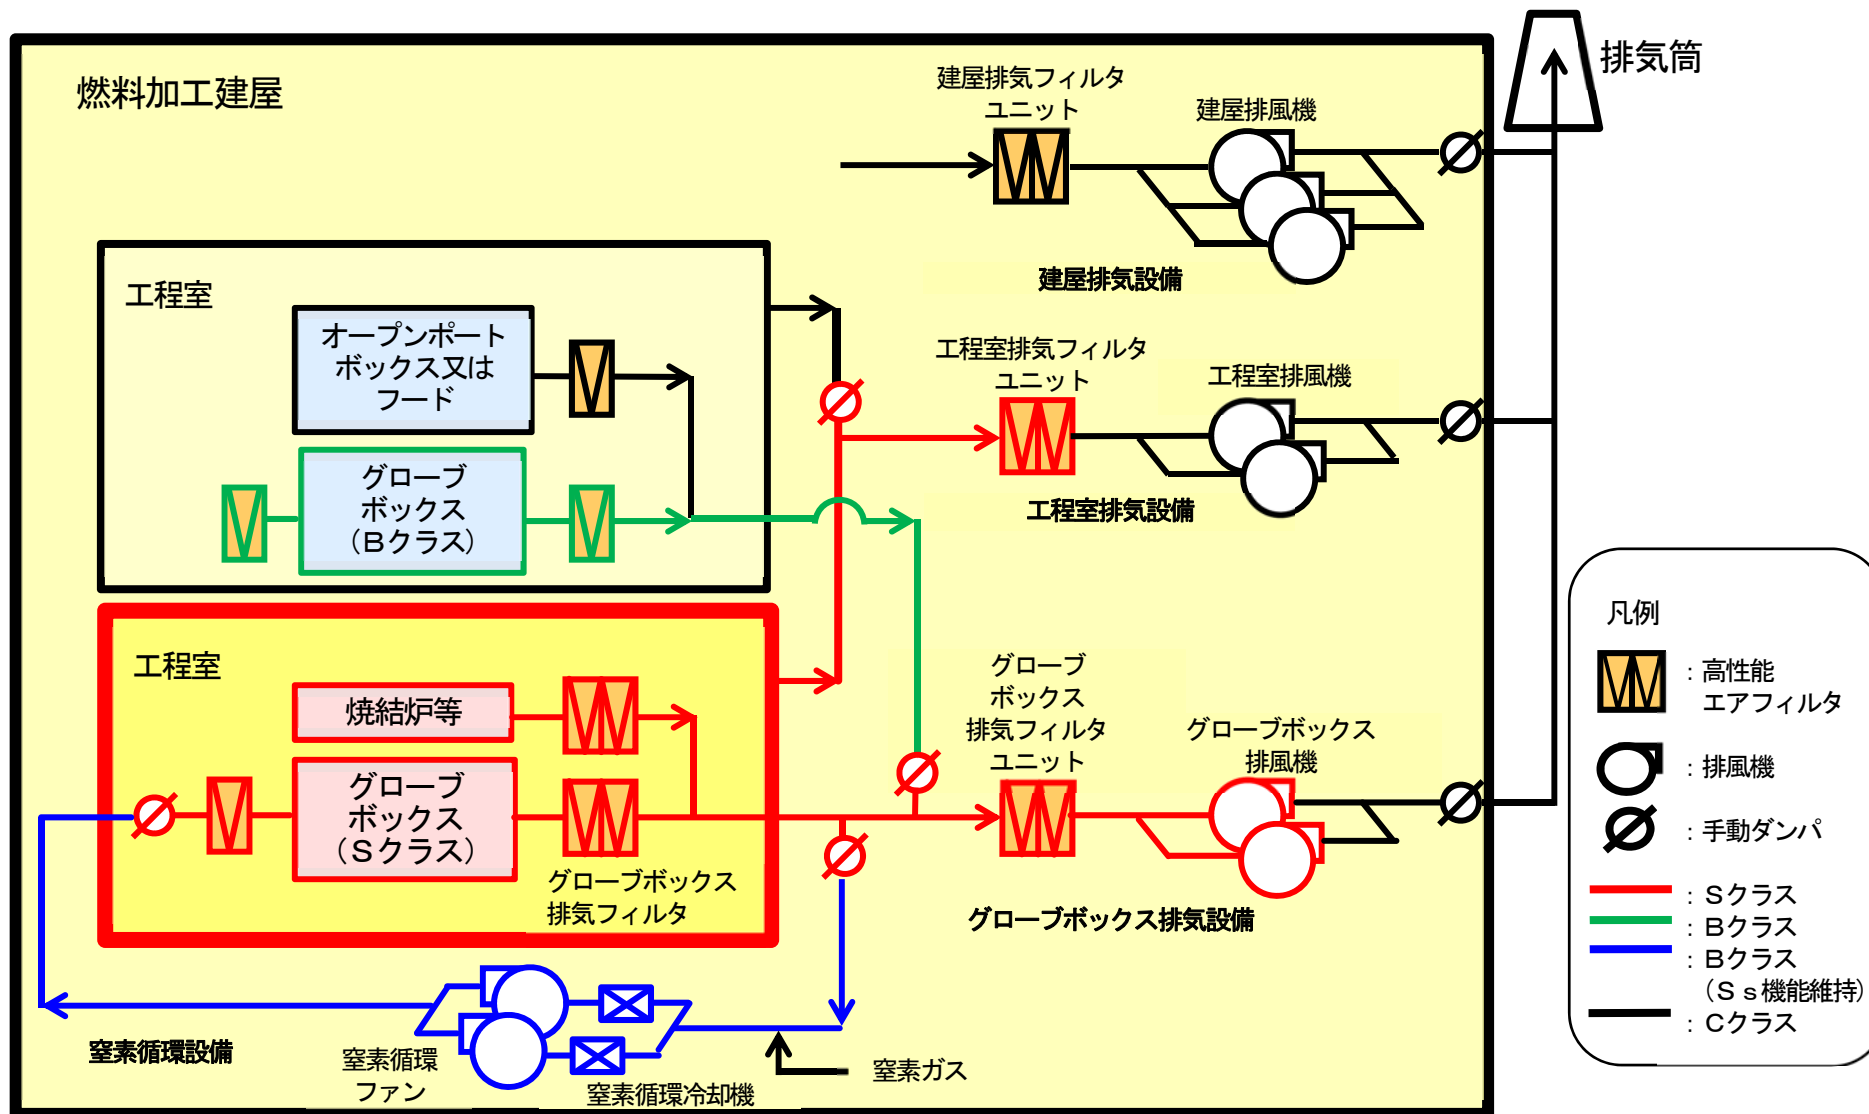 燃料加工建屋
排気筒
建屋排気フィルタ
ユニット
建屋排風機
建屋排気設備
工程室
オープンポート
ボックス又は
フード
グローブ
ボックス
（Ｂクラス）
工程室排気フィルタ
ユニット
工程室排風機
工程室排気設備
工程室
焼結炉等
グローブ
ボックス
（Ｓクラス）
グローブボックス
排気フィルタ
グローブ
ボックス
排気フィルタ
ユニット
グローブボックス
排風機
グローブボックス排気設備
窒素循環設備
窒素循環
ファン
窒素循環冷却機
窒素ガス
凡例
：高性能
エアフィルタ
：排風機
：手動ダンパ
：Ｓクラス
：Ｂクラス
：Ｂクラス
（Ｓｓ機能維持）
：Ｃクラス